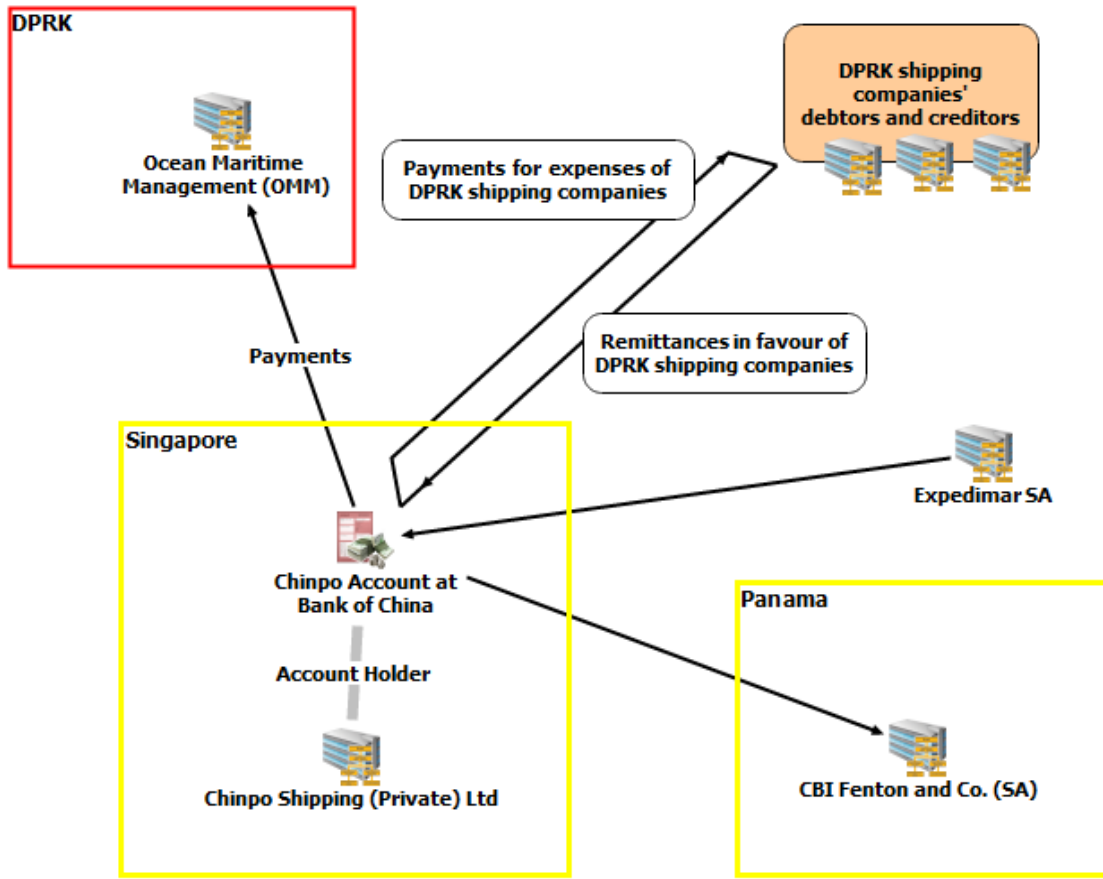 DPRK
Ocean Maritime
Management (OMM)
DPRK shipping
companies'
debtors and creditors
Payments for expenses of
DPRK shipping companies
Remittances in favour of
DPRK shipping companies
Payments
Singapore
Expedimar SA
Chinpo Account at
Bank of China
Account Holder
Chinpo Shipping (Private) Ltd
Panama
CBI Fenton and Co. (SA)